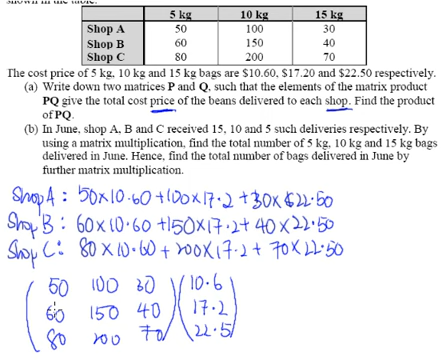 5 kg 10 kg 15 kg
Shop A 50 100 30
Shop B 60 150 40
Shop C 80 200 70
The cost price of 5 kg, 10 kg and 15 kg bags are $10.60, $17.20 and $22.50 respectively.
(a) Write down two matrices P and Q, such that the elements of the matrix product
PQ give the total cost price of the beans delivered to each shop. Find the product
of PQ.
(b) In June, shop A, B and C received 15, 10 and 5 such deliveries respectively. By
using a matrix multiplication, find the total number of 5 kg, 10 kg and 15 kg bags
delivered in June. Hence, find the total number of bags delivered in June by
further matrix multiplication.
Shop A : 50×10.60 +100×17.2 +30×$22.50
Shop B : 60×10.60 +150×17.2+ 40×22.50
Shop C : 80×10.60 + 200×17.2 + 70×22.50
50 100 30 10.6
60 150 40 17.2
80 200 70 22.5